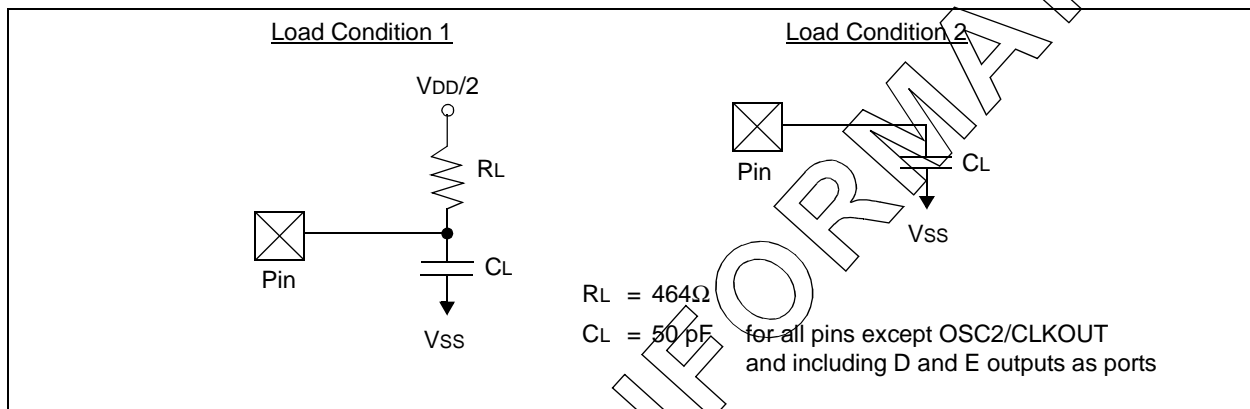 Load Condition 1
VDD/2
RL
Pin
CL
VSS
Load Condition 2
Pin
CL
VSS
RL = 464Ω
CL = 50 pF for all pins except OSC2/CLKOUT
and including D and E outputs as ports